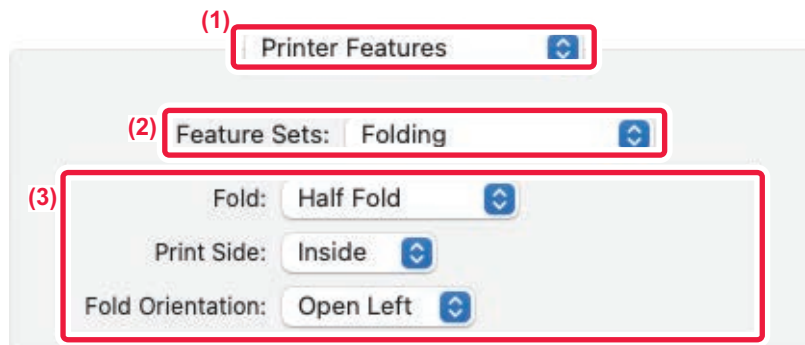 (1)
Printer Features
(2) Feature Sets: Folding
(3) Fold: Half Fold
Print Side: Inside
Fold Orientation: Open Left